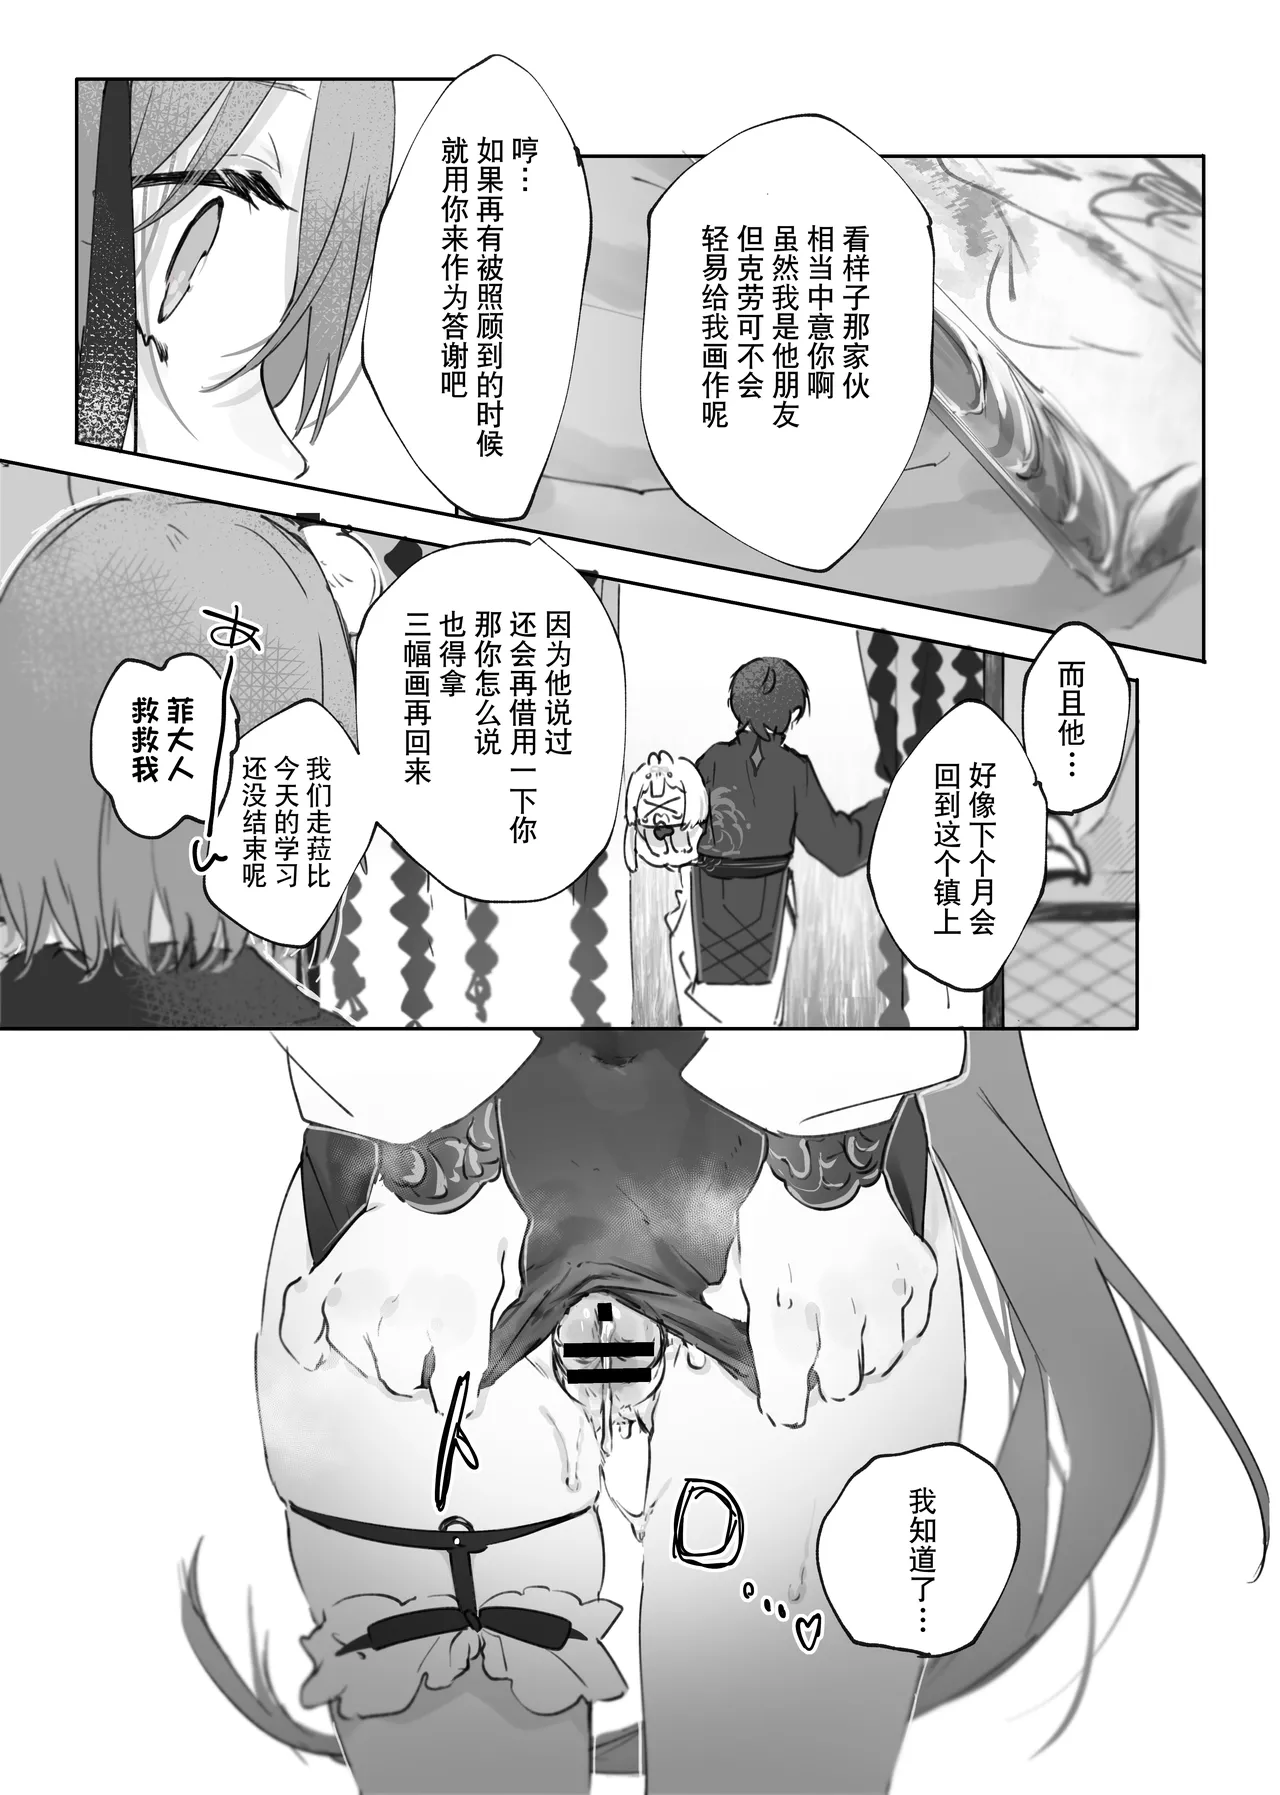 看样子那家伙
相当中意你啊
虽然我是他朋友
但克劳可不会
轻易给我画作呢
哼…
如果再有被照顾到的时候
就用你来作为答谢吧
而且他…
好像下个月会
回到这个镇上
因为他说过
还会再借用一下你
那你怎么说
也得拿
三幅画再回来
我们走菈比
今天的学习
还没结束呢
あ
菲大人
救救我
我知道了…